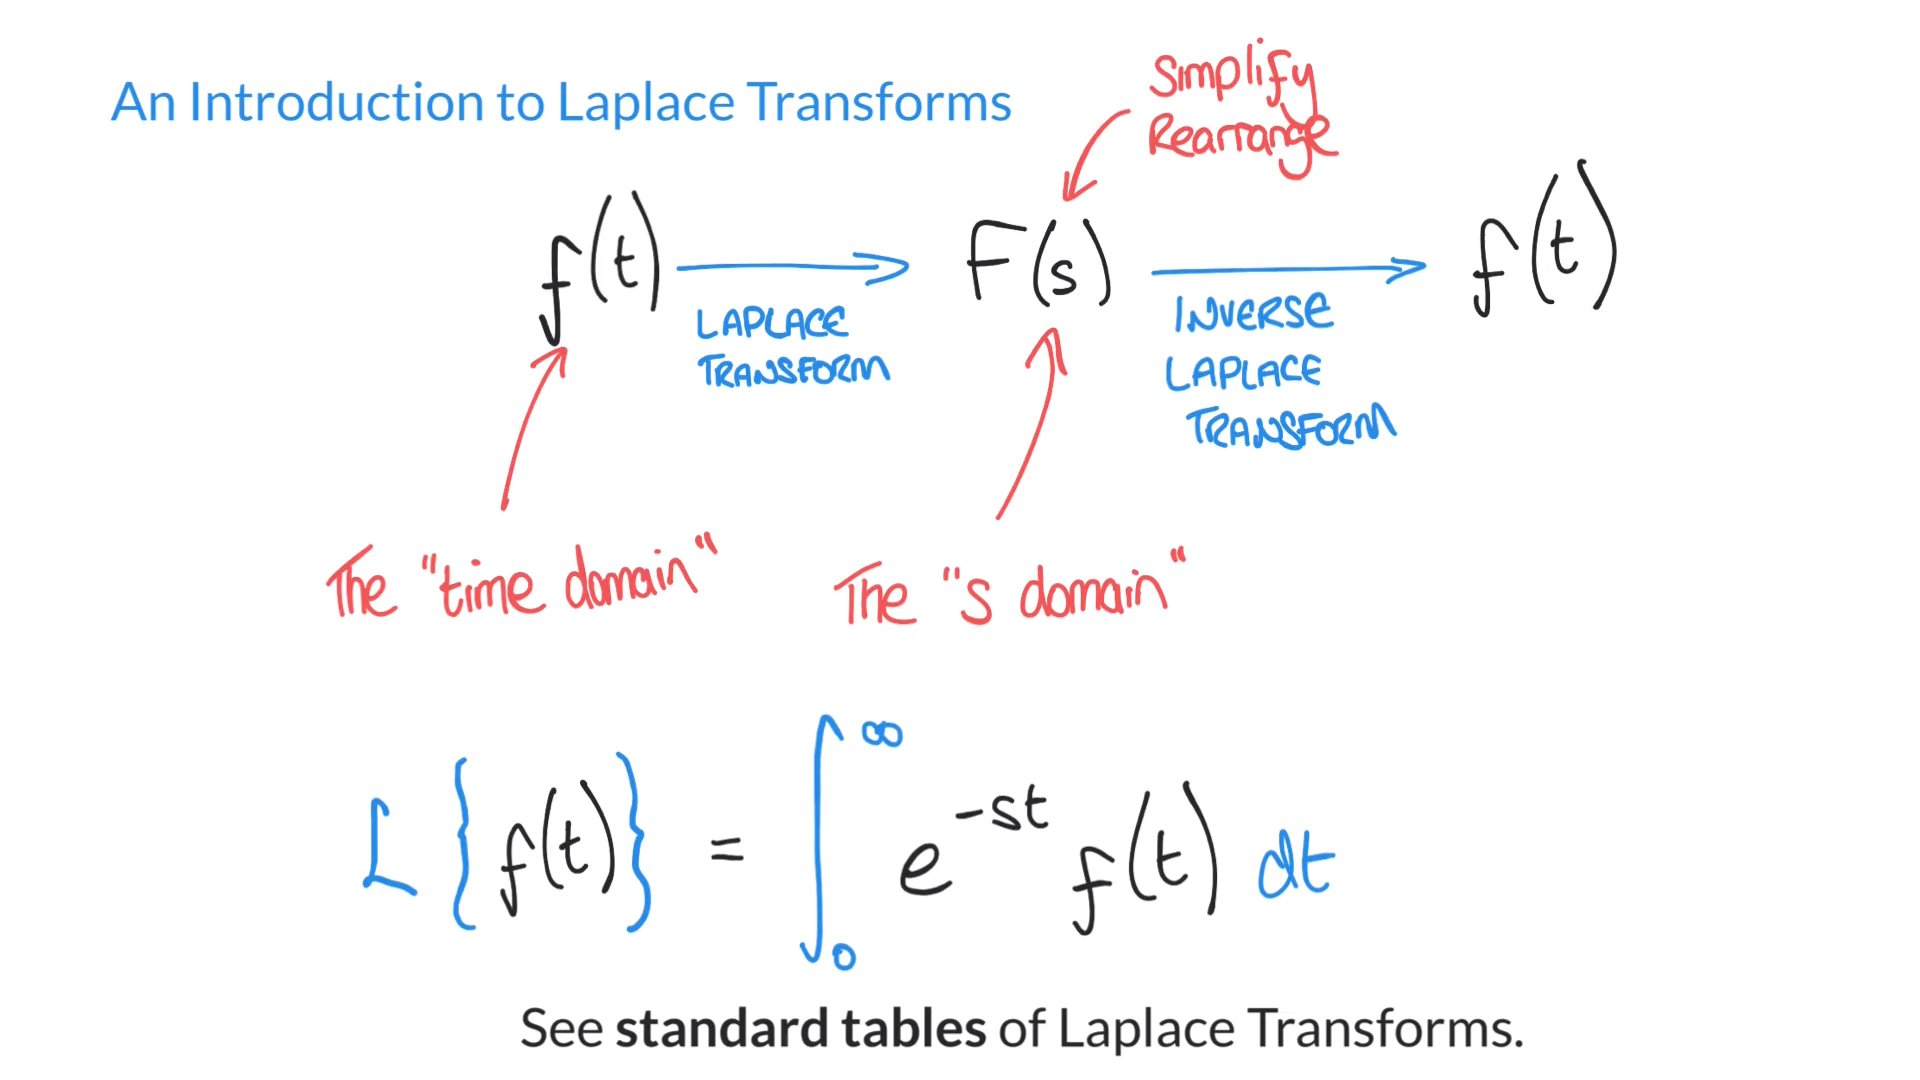 An Introduction to Laplace Transforms
Simplify
Rearrange
f(t)
LAPLACE
TRANSFORM
F(s)
INVERSE
LAPLACE
TRANSFORM
f(t)
The "time domain"
The "s domain"
L{f(t)} = ∫₀^∞ e^(-st) f(t) dt
See standard tables of Laplace Transforms.